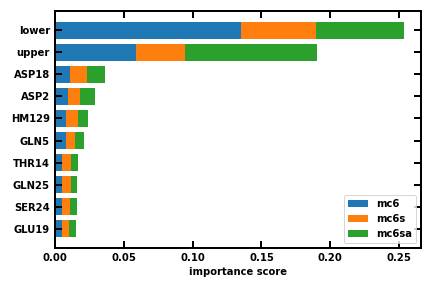 lower
upper
ASP18
ASP2
HM129
GLN5
THR14
GLN25
SER24
GLU19
mc6
mc6s
mc6sa
0.00 0.05 0.10 0.15 0.20 0.25
importance score